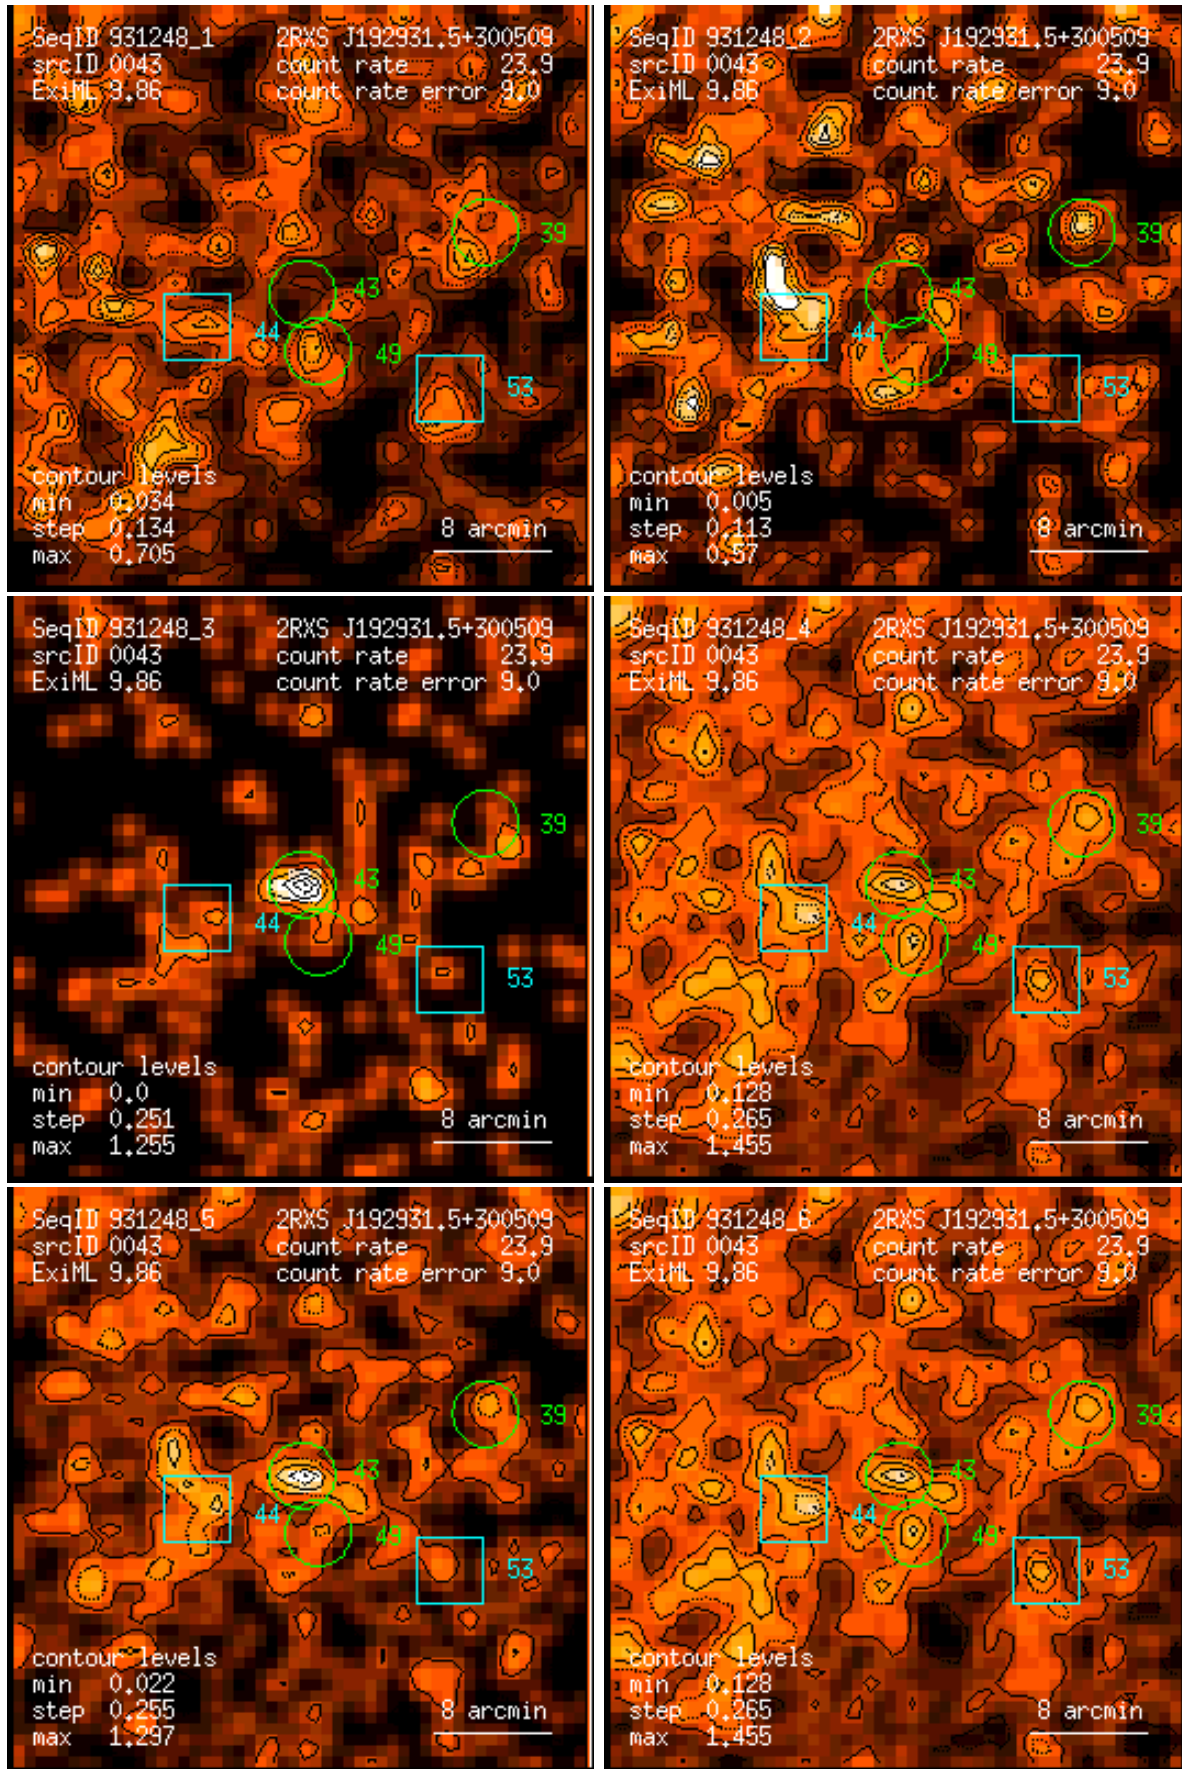 SeqID 931248_1 2RXS J192931.5+300509
srcID 0043 count rate 23.9
ExiML 9.86 count rate error 9.0
39
43
44
49
53
contour levels
min 0.034
step 0.134
max 0.705
8 arcmin
SeqID 931248_2 2RXS J192931.5+300509
srcID 0043 count rate 23.9
ExiML 9.86 count rate error 9.0
39
43
44
49
53
contour levels
min 0.005
step 0.113
max 0.57
8 arcmin
SeqID 931248_3 2RXS J192931.5+300509
srcID 0043 count rate 23.9
ExiML 9.86 count rate error 9.0
39
43
44
49
53
contour levels
min 0.0
step 0.251
max 1.255
8 arcmin
SeqID 931248_4 2RXS J192931.5+300509
srcID 0043 count rate 23.9
ExiML 9.86 count rate error 9.0
39
43
44
49
53
contour levels
min 0.128
step 0.265
max 1.455
8 arcmin
SeqID 931248_5 2RXS J192931.5+300509
srcID 0043 count rate 23.9
ExiML 9.86 count rate error 9.0
39
43
44
49
53
contour levels
min 0.022
step 0.255
max 1.297
8 arcmin
SeqID 931248_6 2RXS J192931.5+300509
srcID 0043 count rate 23.9
ExiML 9.86 count rate error 9.0
39
43
44
49
53
contour levels
min 0.128
step 0.265
max 1.455
8 arcmin